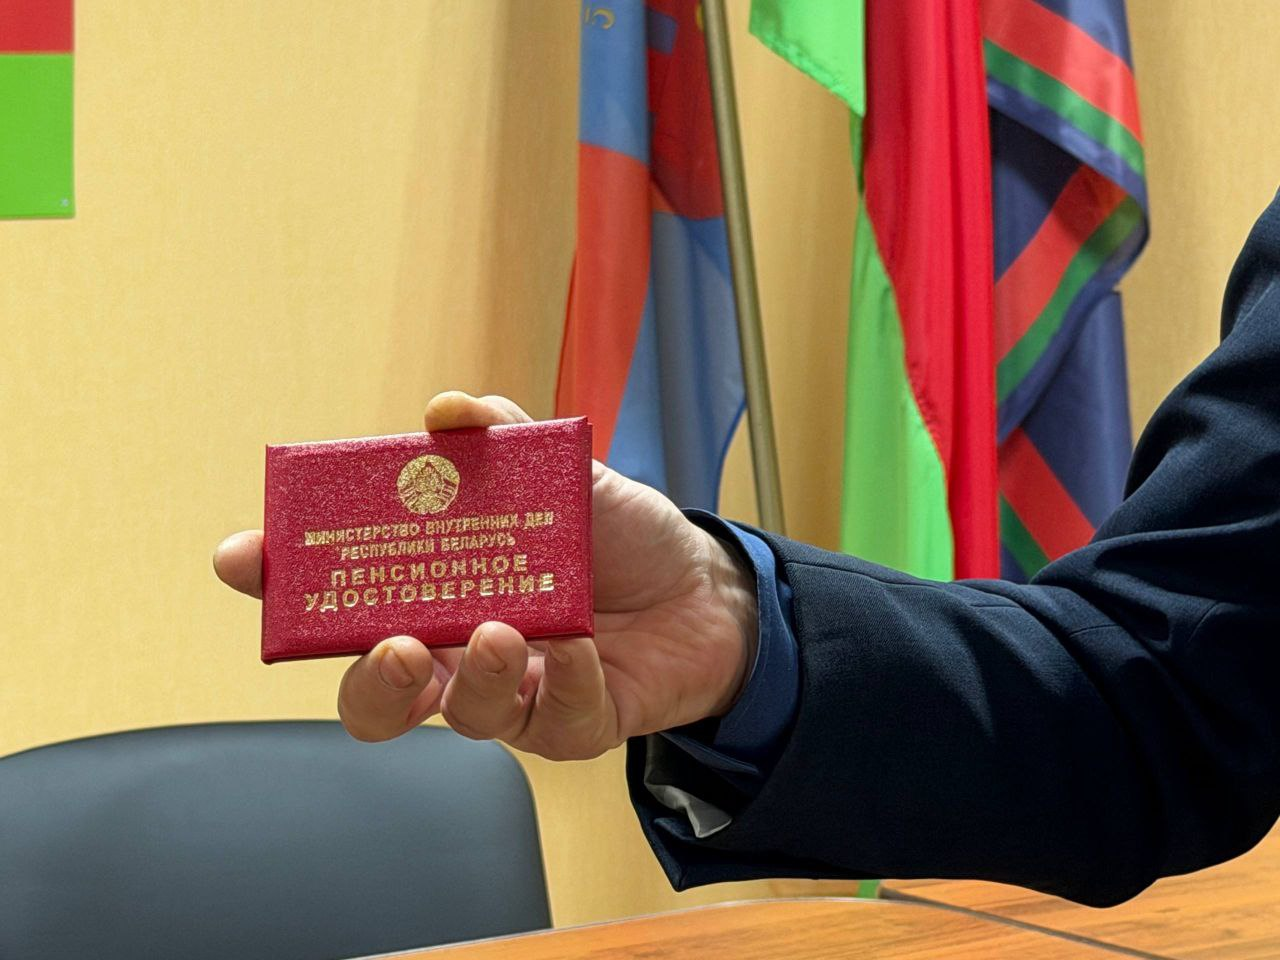 МИНИСТЕРСТВО ВНУТРЕННИХ ДЕЛ
РЕСПУБЛИКИ БЕЛАРУСЬ
ПЕНСИОННОЕ
УДОСТОВЕРЕНИЕ